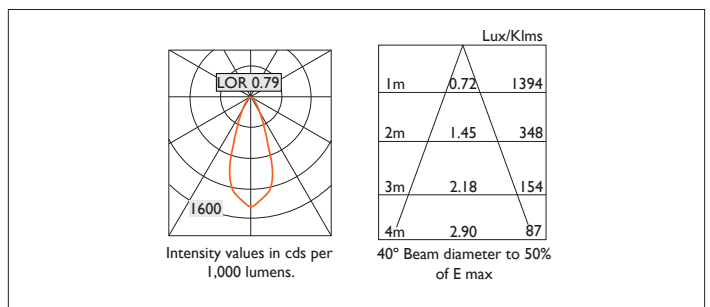 Lux/Klms
LOR 0.79
1m 0.72 1394
2m 1.45 348
3m 2.18 154
1600
4m 2.90 87
Intensity values in cds per
1,000 lumens.
40º Beam diameter to 50%
of E max